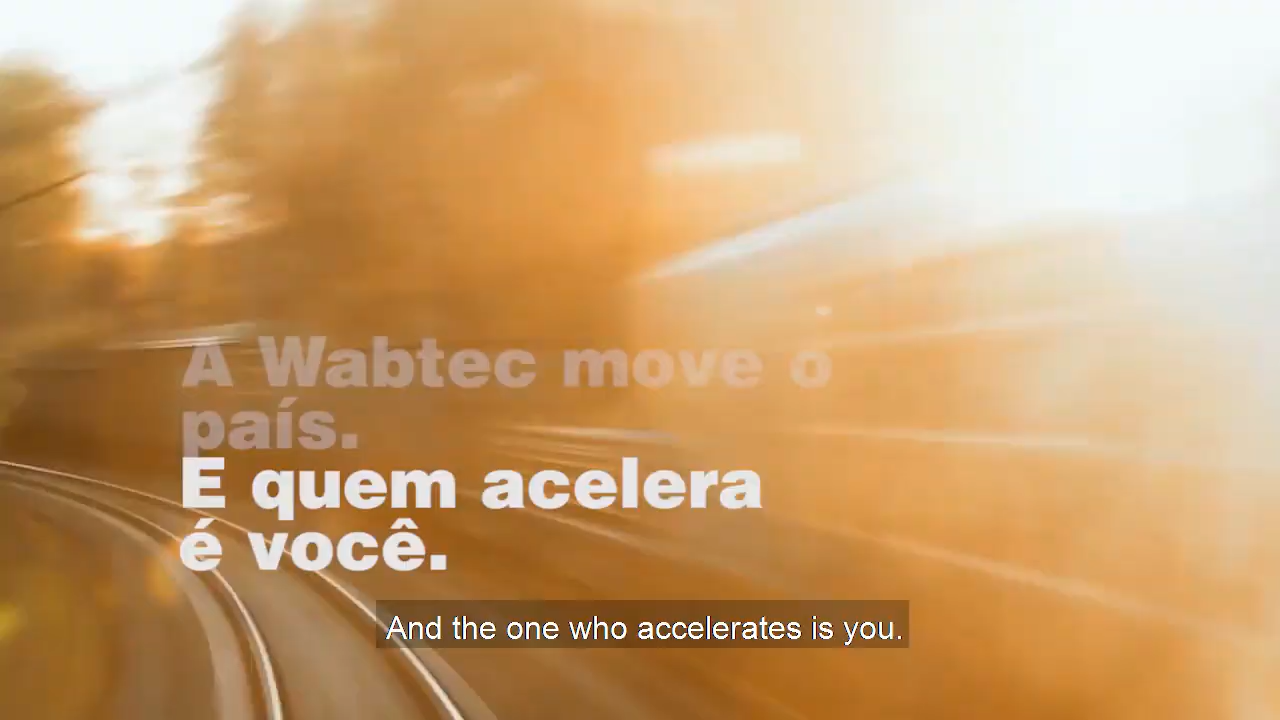 A Wabtec move o
país.
E quem acelera
é você.
And the one who accelerates is you.